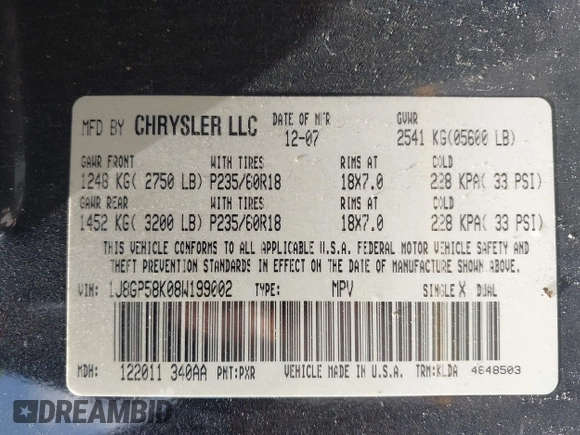 MFD BY CHRYSLER LLC DATE OF MFR 12-07 GVWR 2541 KG(05600 LB)
GAWR FRONT WITH TIRES RIMS AT COLD
1248 KG( 2750 LB) P235/60R18 18X7.0 228 KPA( 33 PSI)
GAWR REAR WITH TIRES RIMS AT COLD
1452 KG( 3200 LB) P235/60R18 18X7.0 228 KPA( 33 PSI)
THIS VEHICLE CONFORMS TO ALL APPLICABLE U.S.A. FEDERAL MOTOR VEHICLE SAFETY AND
THEFT PREVENTION STANDARDS IN EFFECT ON THE DATE OF MANUFACTURE SHOWN ABOVE.
VIN: 1J8GP58K08W199002 TYPE: MPV SINGLE X DUAL
MDH: 122011 340AA PNT:PXR VEHICLE MADE IN U.S.A. TRM:KLDA 4648503
DREAMBID